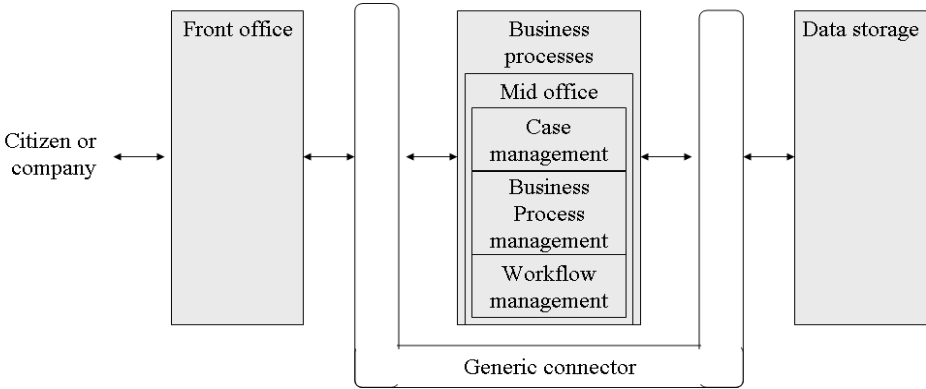 Citizen or
company
Front office
Business
processes
Mid office
Case
management
Business
Process
management
Workflow
management
Data storage
Generic connector